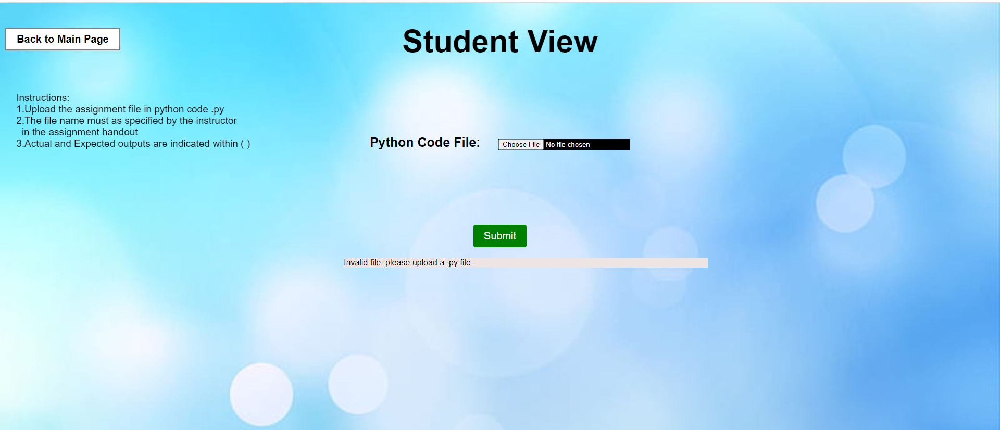 Back to Main Page
Student View
Instructions:
1.Upload the assignment file in python code .py
2.The file name must as specified by the instructor
in the assignment handout
3.Actual and Expected outputs are indicated within ( )
Python Code File: Choose File No file chosen
Submit
Invalid file. please upload a .py file.